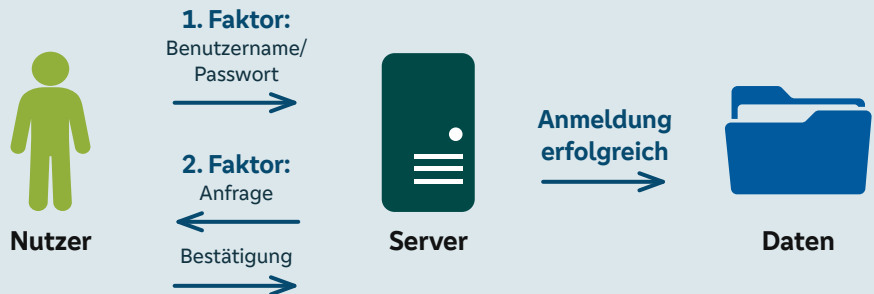 1. Faktor:
Benutzername/
Passwort
2. Faktor:
Anfrage
Bestätigung
Anmeldung
erfolgreich
Nutzer
Server
Daten